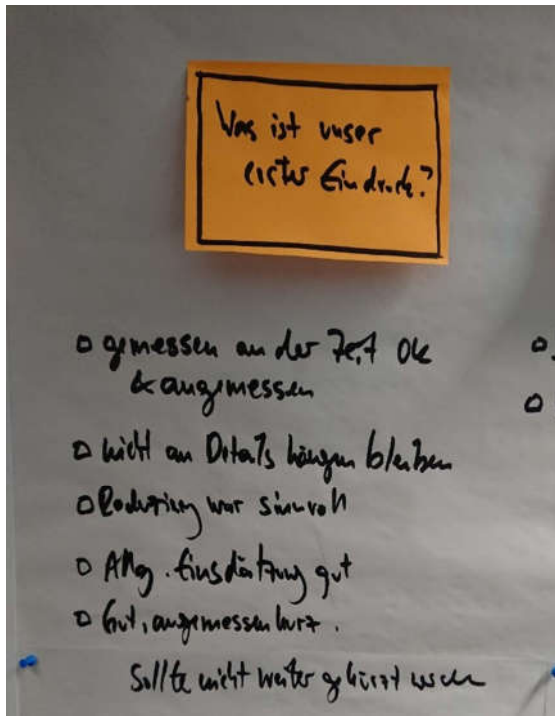 Was ist unser
erster Eindruck?
gemessen an der Zeit ok
& angemessen
nicht an Details hängen bleiben
Reduzierung war sinnvoll
Allg. Einschätzung gut
Gut, angemessen kurz.
Sollte nicht weiter gekürzt werden